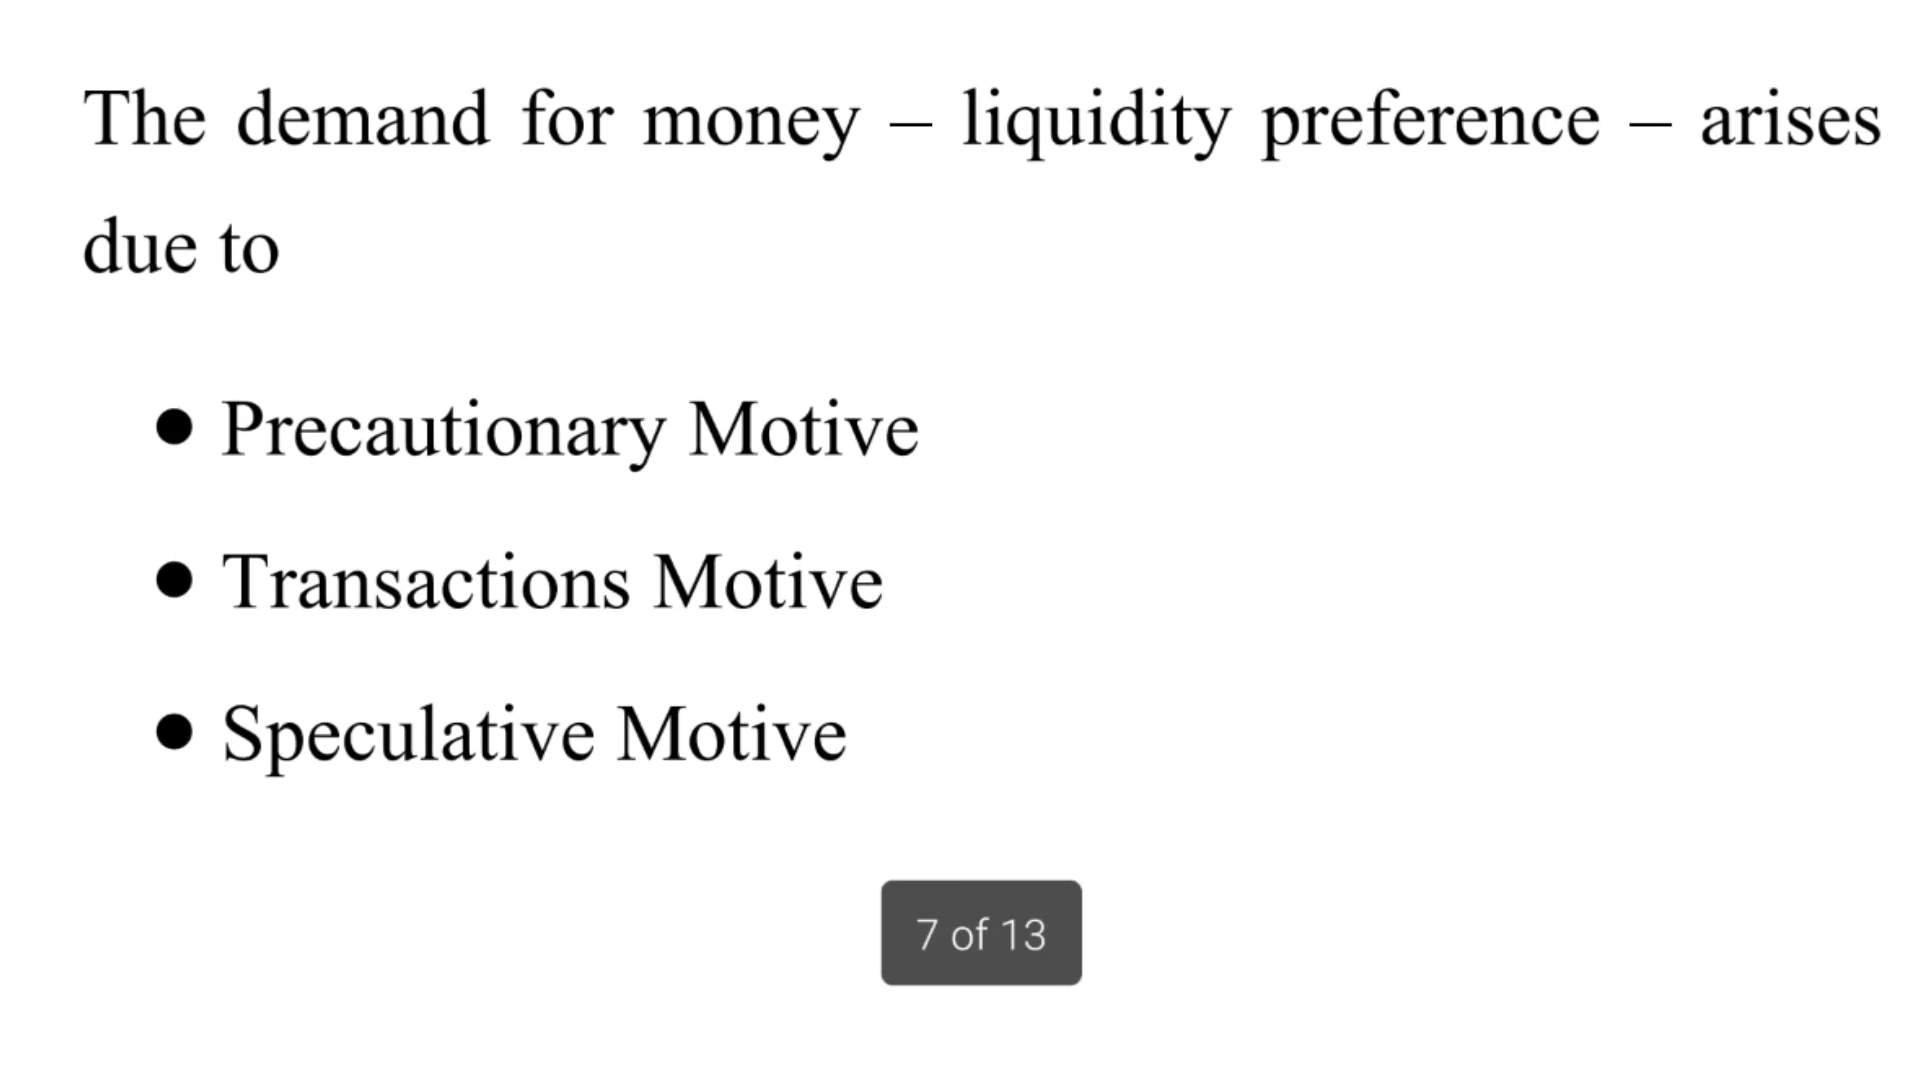 The demand for money – liquidity preference – arises
due to
● Precautionary Motive
● Transactions Motive
● Speculative Motive
7 of 13